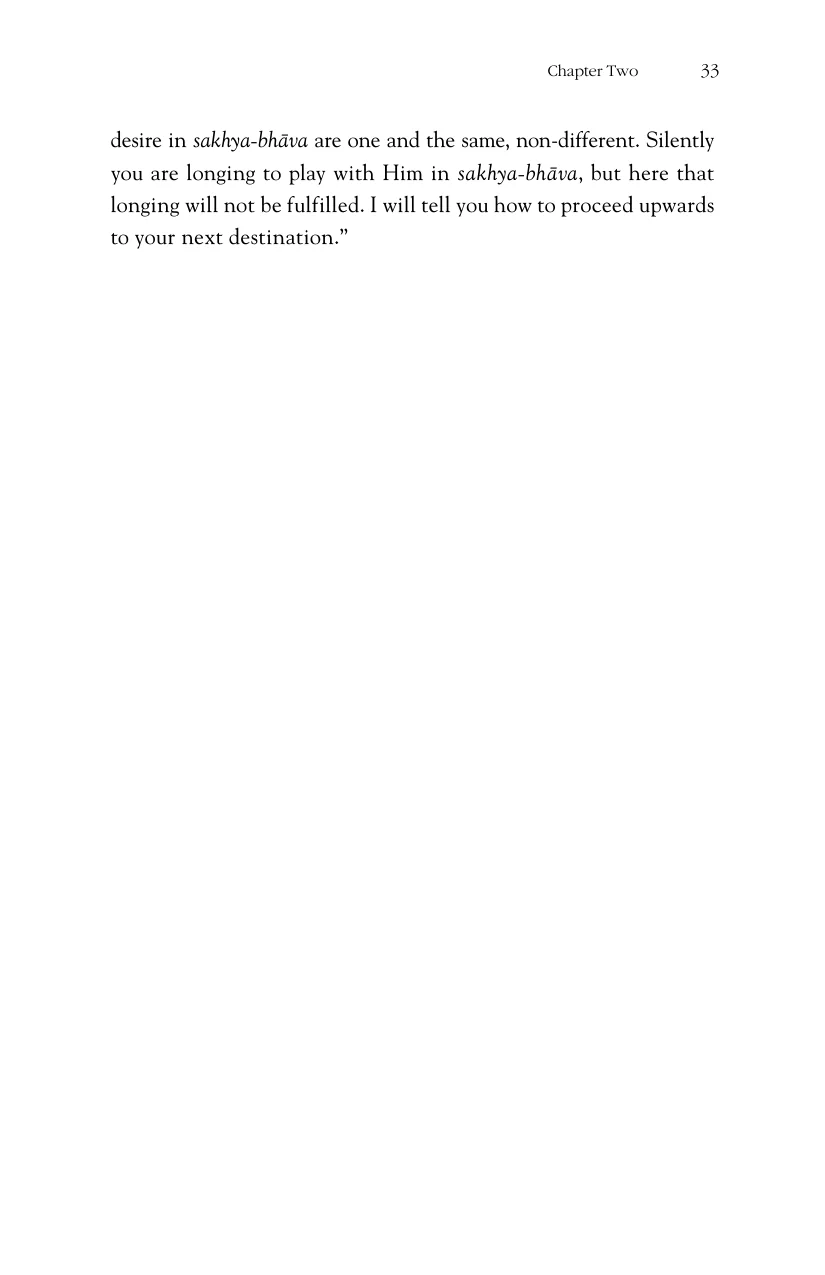 Chapter Two 33
desire in sakhya-bhāva are one and the same, non-different. Silently
you are longing to play with Him in sakhya-bhāva, but here that
longing will not be fulfilled. I will tell you how to proceed upwards
to your next destination.”